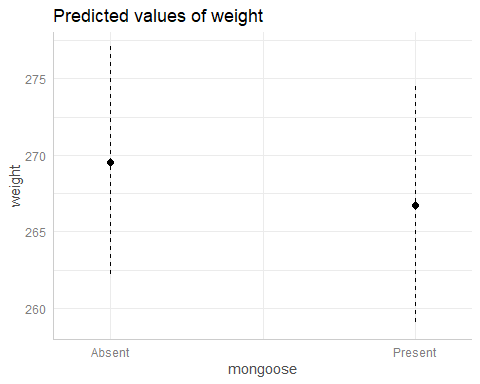 Predicted values of weight
275
270
265
260
weight
Absent
Present
mongoose